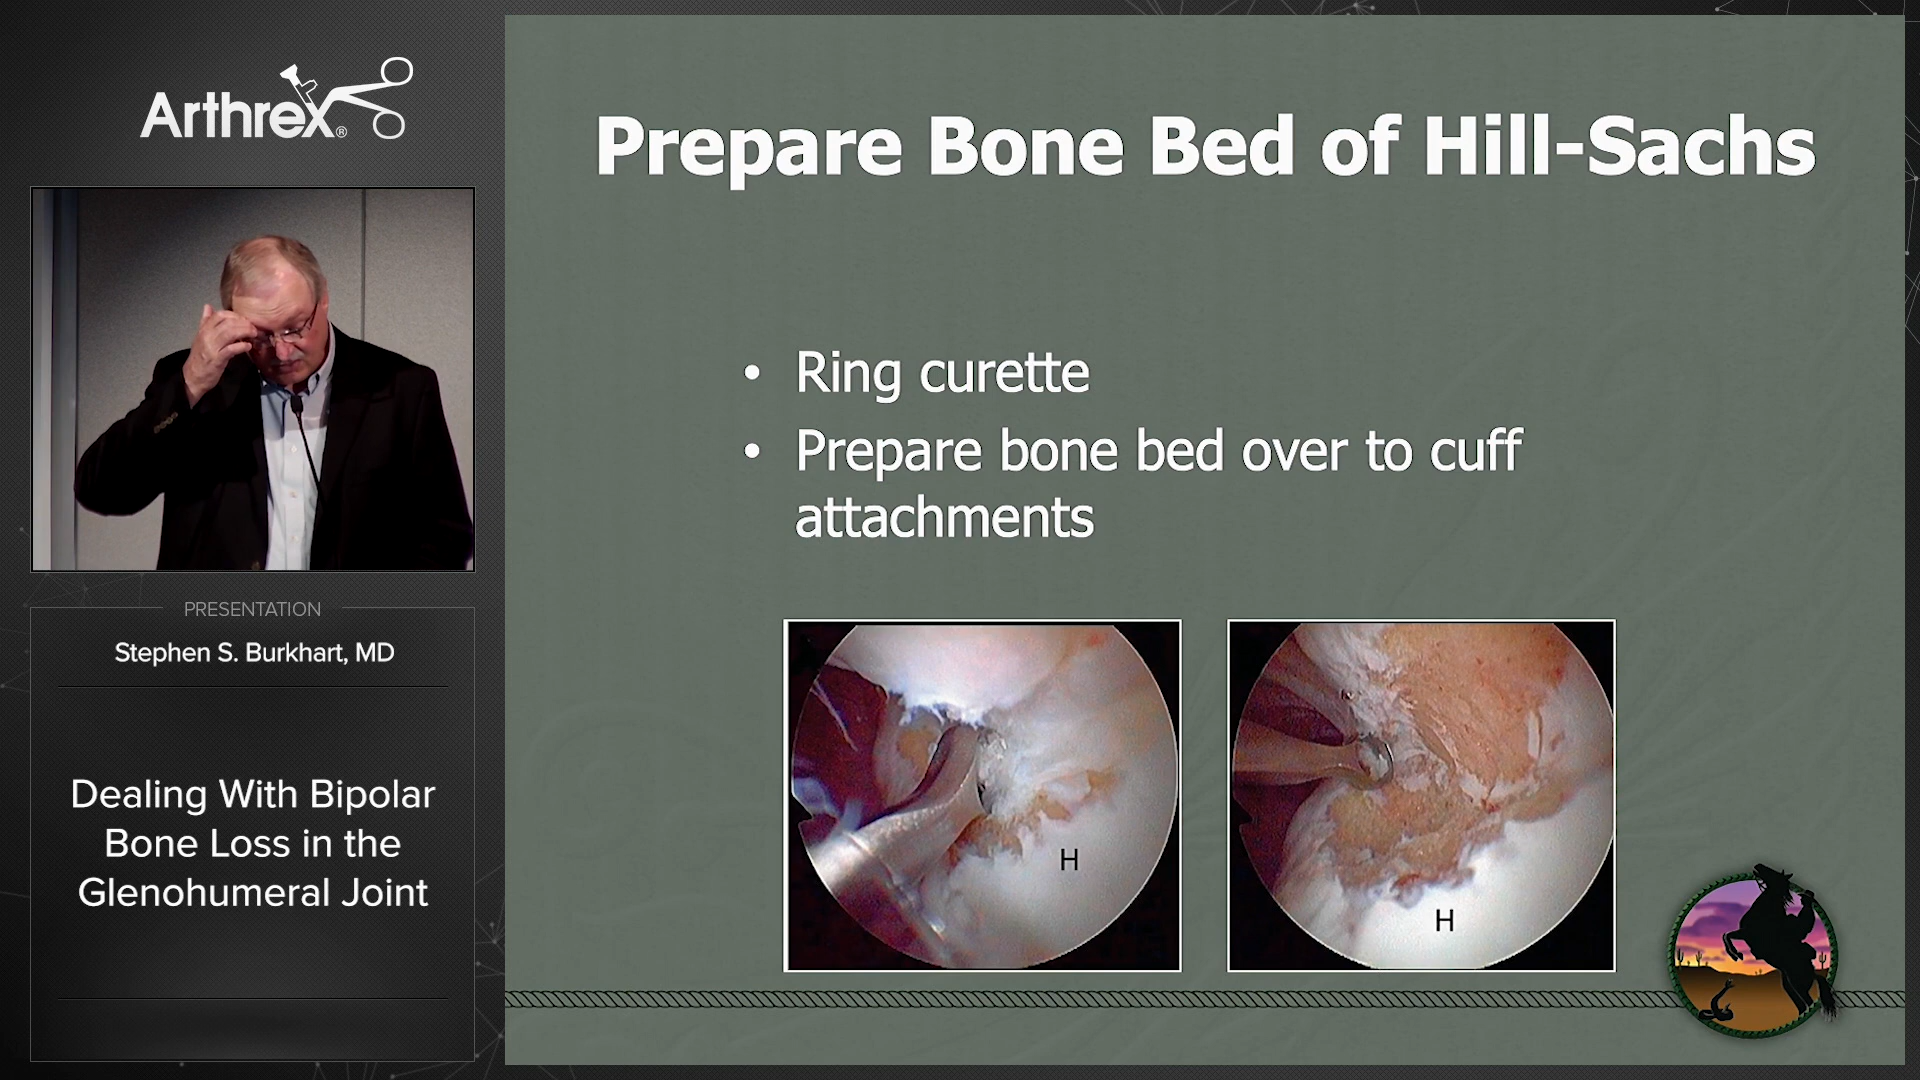 Arthrex®
PRESENTATION
Stephen S. Burkhart, MD
Dealing With Bipolar
Bone Loss in the
Glenohumeral Joint
Prepare Bone Bed of Hill-Sachs
• Ring curette
• Prepare bone bed over to cuff
attachments
H
H